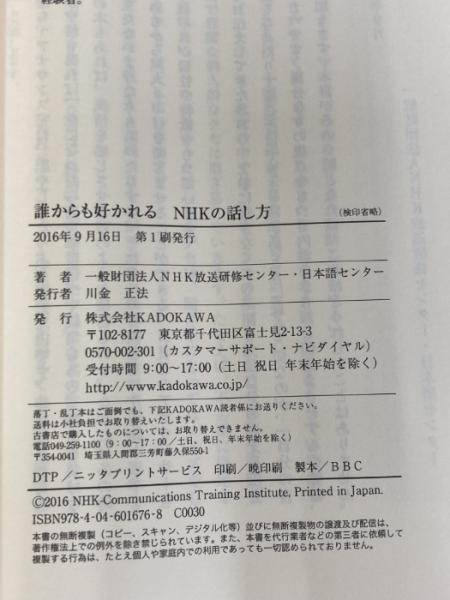 経験者。
誰からも好かれる　NHKの話し方　（検印省略）
2016年9月16日　第1刷発行
著　者　一般財団法人NHK放送研修センター・日本語センター
発行者　川金　正法
発　行　株式会社KADOKAWA
〒102-8177　東京都千代田区富士見2-13-3
0570-002-301（カスタマーサポート・ナビダイヤル）
受付時間　9:00〜17:00（土日　祝日　年末年始を除く）
http://www.kadokawa.co.jp/
落丁・乱丁本はご面倒でも、下記KADOKAWA読者係にお送りください。
送料は小社負担でお取り替えいたします。
古書店で購入したものについては、お取り替えできません。
電話049-259-1100（9：00〜17：00／土日、祝日、年末年始を除く）
〒354-0041　埼玉県入間郡三芳町藤久保550-1
DTP／ニッタプリントサービス　印刷／暁印刷　製本／BBC
©2016 NHK-Communications Training Institute, Printed in Japan.
ISBN978-4-04-601676-8　C0030
本書の無断複製（コピー、スキャン、デジタル化等）並びに無断複製物の譲渡及び配信は、
著作権法上での例外を除き禁じられています。また、本書を代行業者などの第三者に依頼して
複製する行為は、たとえ個人や家庭内での利用であっても一切認められておりません。